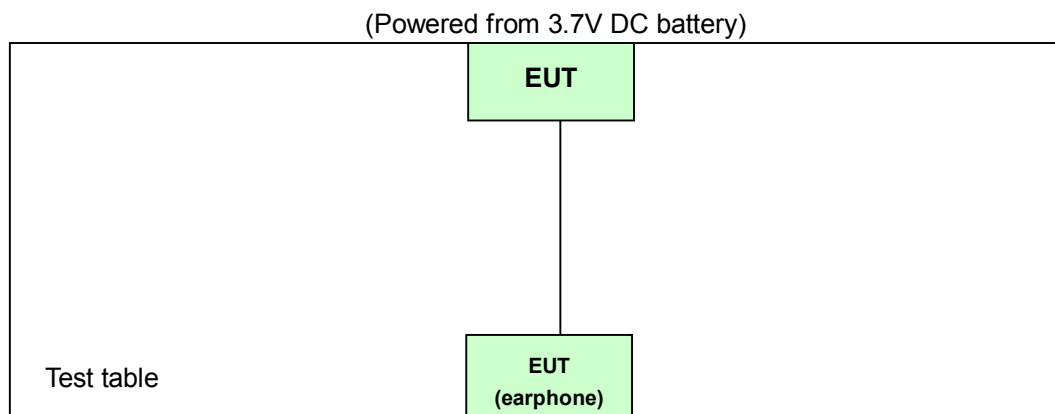 (Powered from 3.7V DC battery)
EUT
Test table
EUT
(earphone)